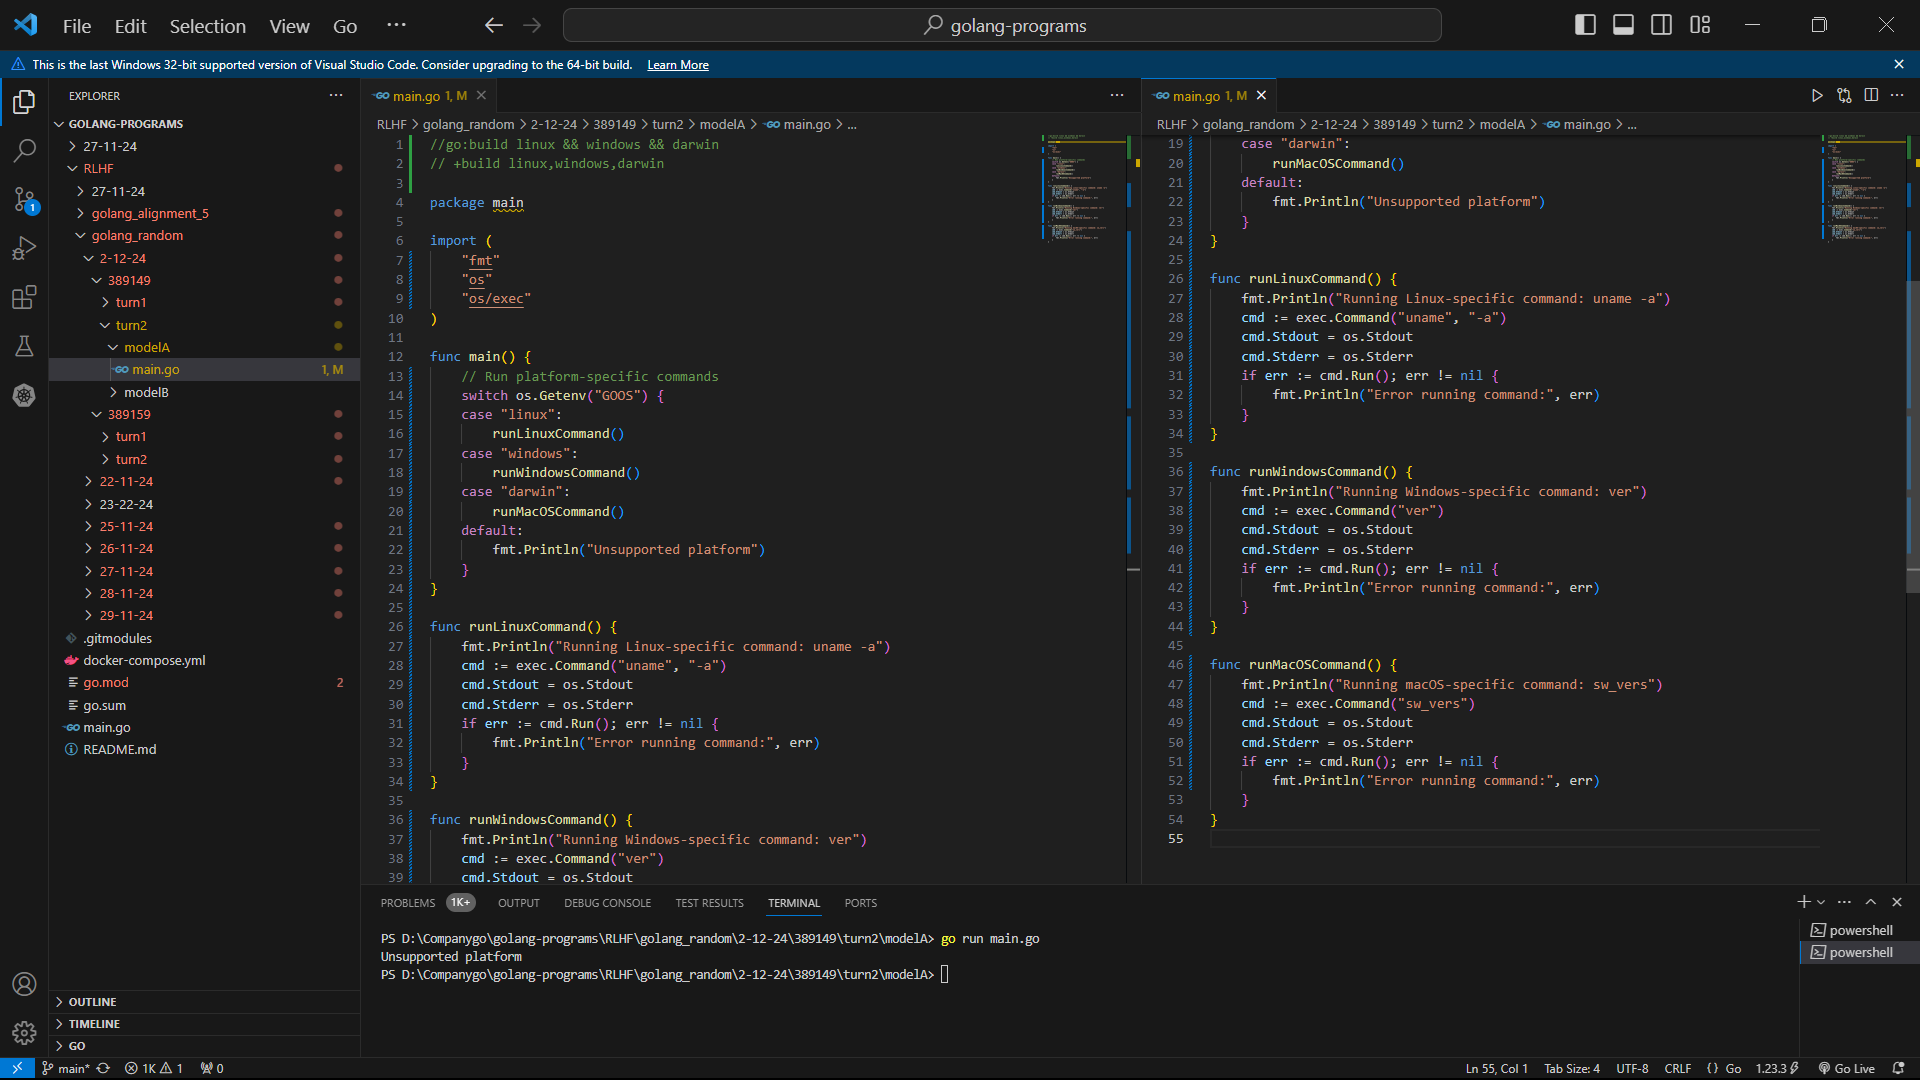 File Edit Selection View Go ···
golang-programs
This is the last Windows 32-bit supported version of Visual Studio Code. Consider upgrading to the 64-bit build. Learn More
EXPLORER
GOLANG-PROGRAMS
27-11-24
RLHF
27-11-24
golang_alignment_5
golang_random
2-12-24
389149
turn1
turn2
modelA
main.go 1, M
modelB
389159
turn1
turn2
22-11-24
23-22-24
25-11-24
26-11-24
27-11-24
28-11-24
29-11-24
.gitmodules
docker-compose.yml
go.mod 2
go.sum
main.go
README.md
OUTLINE
TIMELINE
GO
main.go 1, M
RLHF > golang_random > 2-12-24 > 389149 > turn2 > modelA > main.go > ...
1 //go:build linux && windows && darwin
2 // +build linux,windows,darwin
3
4 package main
5
6 import (
7 "fmt"
8 "os"
9 "os/exec"
10 )
11
12 func main() {
13 // Run platform-specific commands
14 switch os.Getenv("GOOS") {
15 case "linux":
16 runLinuxCommand()
17 case "windows":
18 runWindowsCommand()
19 case "darwin":
20 runMacOSCommand()
21 default:
22 fmt.Println("Unsupported platform")
23 }
24 }
25
26 func runLinuxCommand() {
27 fmt.Println("Running Linux-specific command: uname -a")
28 cmd := exec.Command("uname", "-a")
29 cmd.Stdout = os.Stdout
30 cmd.Stderr = os.Stderr
31 if err := cmd.Run(); err != nil {
32 fmt.Println("Error running command:", err)
33 }
34 }
35
36 func runWindowsCommand() {
37 fmt.Println("Running Windows-specific command: ver")
38 cmd := exec.Command("ver")
39 cmd.Stdout = os.Stdout
main.go 1, M
RLHF > golang_random > 2-12-24 > 389149 > turn2 > modelA > main.go > ...
19 case "darwin":
20 runMacOSCommand()
21 default:
22 fmt.Println("Unsupported platform")
23 }
24 }
25
26 func runLinuxCommand() {
27 fmt.Println("Running Linux-specific command: uname -a")
28 cmd := exec.Command("uname", "-a")
29 cmd.Stdout = os.Stdout
30 cmd.Stderr = os.Stderr
31 if err := cmd.Run(); err != nil {
32 fmt.Println("Error running command:", err)
33 }
34 }
35
36 func runWindowsCommand() {
37 fmt.Println("Running Windows-specific command: ver")
38 cmd := exec.Command("ver")
39 cmd.Stdout = os.Stdout
40 cmd.Stderr = os.Stderr
41 if err := cmd.Run(); err != nil {
42 fmt.Println("Error running command:", err)
43 }
44 }
45
46 func runMacOSCommand() {
47 fmt.Println("Running macOS-specific command: sw_vers")
48 cmd := exec.Command("sw_vers")
49 cmd.Stdout = os.Stdout
50 cmd.Stderr = os.Stderr
51 if err := cmd.Run(); err != nil {
52 fmt.Println("Error running command:", err)
53 }
54 }
55
PROBLEMS 1K+ OUTPUT DEBUG CONSOLE TEST RESULTS TERMINAL PORTS
PS D:\Companygo\golang-programs\RLHF\golang_random\2-12-24\389149\turn2\modelA> go run main.go
Unsupported platform
PS D:\Companygo\golang-programs\RLHF\golang_random\2-12-24\389149\turn2\modelA>
powershell
powershell
main* 1K 1 0
Ln 55, Col 1 Tab Size: 4 UTF-8 CRLF {} Go 1.23.3 Go Live